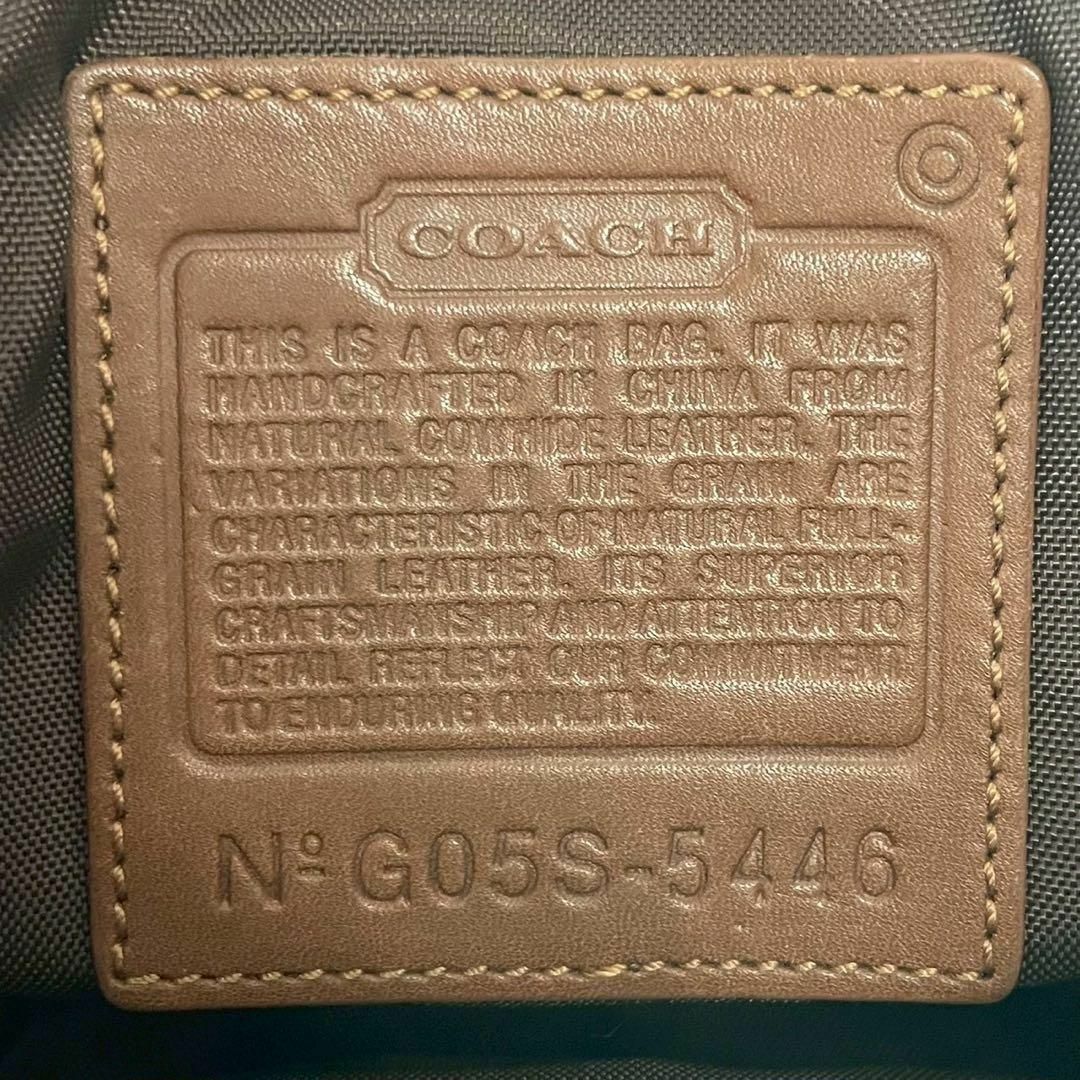 COACH
THIS IS A COACH BAG. IT WAS
HANDCRAFTED IN CHINA FROM
NATURAL COWHIDE LEATHER. THE
VARIATIONS IN THE GRAIN ARE
CHARACTERISTIC OF NATURAL FULL-
GRAIN LEATHER. ITS SUPERIOR
CRAFTSMANSHIP AND ATTENTION TO
DETAIL REFLECT OUR COMMITMENT
TO ENDURING QUALITY.
Nº G05S-5446